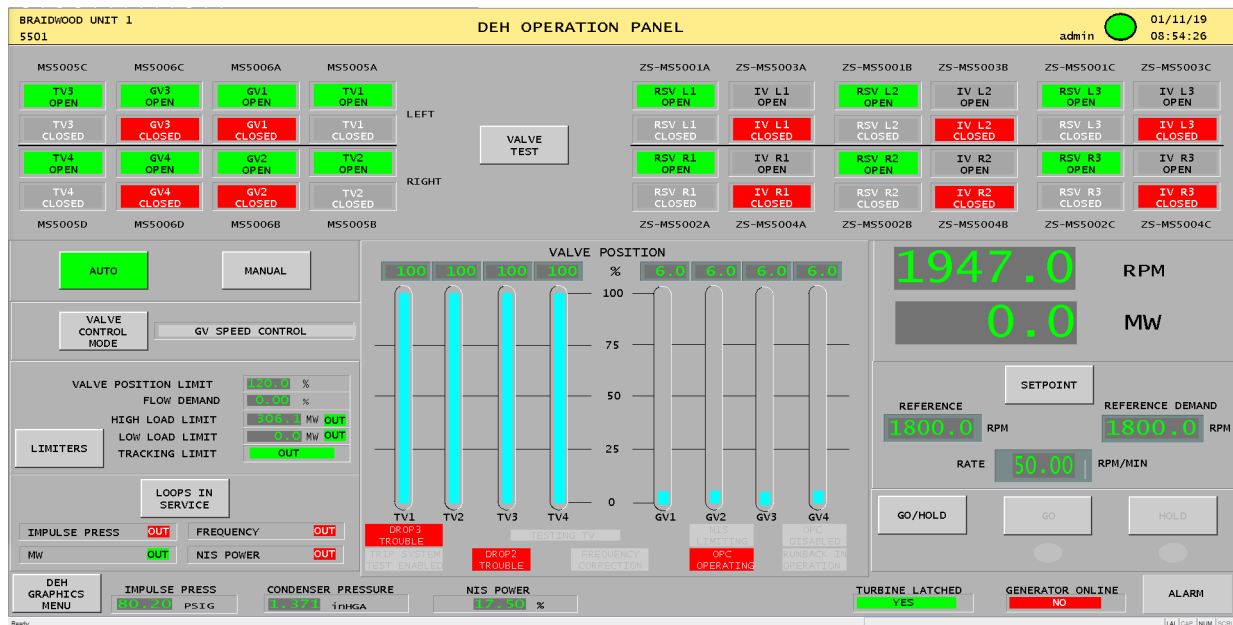 BRAIDWOOD UNIT 1
5501
DEH OPERATION PANEL
admin
01/11/19
08:54:26
MS5005C MS5006C MS5006A MS5005A
TV3 OPEN GV3 OPEN GV1 OPEN TV1 OPEN
TV3 CLOSED GV3 CLOSED GV1 CLOSED TV1 CLOSED
LEFT
TV4 OPEN GV4 OPEN GV2 OPEN TV2 OPEN
TV4 CLOSED GV4 CLOSED GV2 CLOSED TV2 CLOSED
RIGHT
MS5005D MS5006D MS5006B MS5005B
VALVE
TEST
ZS-MS5001A ZS-MS5003A ZS-MS5001B ZS-MS5003B ZS-MS5001C ZS-MS5003C
RSV L1 OPEN IV L1 OPEN RSV L2 OPEN IV L2 OPEN RSV L3 OPEN IV L3 OPEN
RSV L1 CLOSED IV L1 CLOSED RSV L2 CLOSED IV L2 CLOSED RSV L3 CLOSED IV L3 CLOSED
RSV R1 OPEN IV R1 OPEN RSV R2 OPEN IV R2 OPEN RSV R3 OPEN IV R3 OPEN
RSV R1 CLOSED IV R1 CLOSED RSV R2 CLOSED IV R2 CLOSED RSV R3 CLOSED IV R3 CLOSED
ZS-MS5002A ZS-MS5004A ZS-MS5002B ZS-MS5004B ZS-MS5002C ZS-MS5004C
AUTO MANUAL
VALVE
CONTROL
MODE
GV SPEED CONTROL
VALVE POSITION LIMIT 120.0 %
FLOW DEMAND 0.00 %
HIGH LOAD LIMIT 306.1 MW OUT
LOW LOAD LIMIT 0.0 MW OUT
TRACKING LIMIT OUT
LIMITERS
LOOPS IN
SERVICE
IMPULSE PRESS OUT FREQUENCY OUT
MW OUT NIS POWER OUT
VALVE POSITION
100 100 100 100 % 6.0 6.0 6.0 6.0
100
75
50
25
0
TV1 TV2 TV3 TV4 GV1 GV2 GV3 GV4
DROP3
TROUBLE
TESTING TV
NIS
LIMITING
OPC
DISABLED
TRIP SYSTEM
TEST ENABLED
DROP2
TROUBLE
FREQUENCY
CORRECTION
OPC
OPERATING
RUNBACK IN
OPERATION
1947.0 RPM
0.0 MW
SETPOINT
REFERENCE REFERENCE DEMAND
1800.0 RPM 1800.0 RPM
RATE 50.00 RPM/MIN
GO/HOLD GO HOLD
DEH
GRAPHICS
MENU
IMPULSE PRESS
80.20 PSIG
CONDENSER PRESSURE
1.371 inHGA
NIS POWER
17.50 %
TURBINE LATCHED
YES
GENERATOR ONLINE
NO
ALARM
Ready
CAP NUM